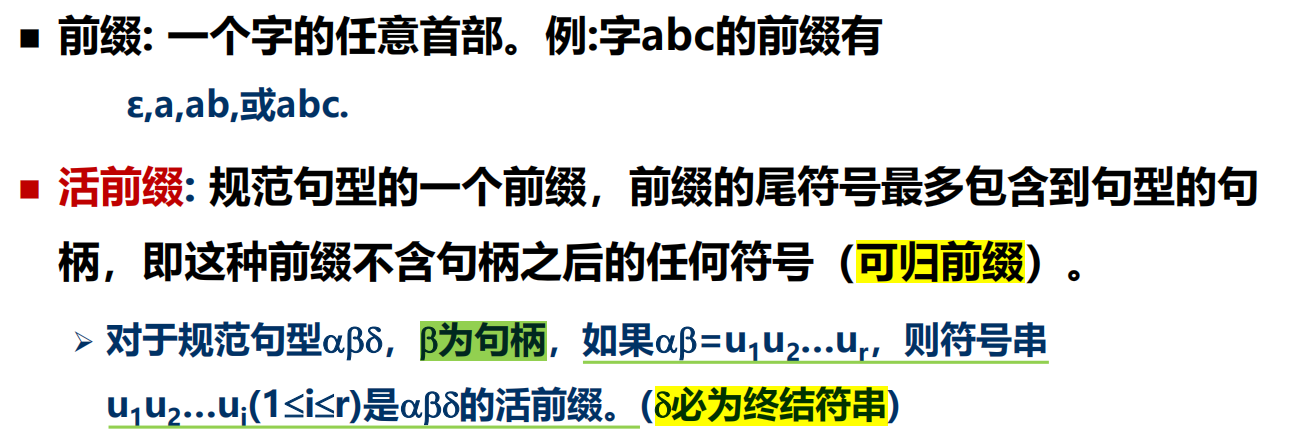 ■ 前缀: 一个字的任意首部。例:字abc的前缀有
ε,a,ab,或abc.
■ 活前缀: 规范句型的一个前缀，前缀的尾符号最多包含到句型的句
柄，即这种前缀不含句柄之后的任何符号（可归前缀）。
➢ 对于规范句型αβδ，β为句柄，如果αβ=u₁u₂…uᵣ，则符号串
u₁u₂…uᵢ(1≤i≤r)是αβδ的活前缀。(δ必为终结符串)